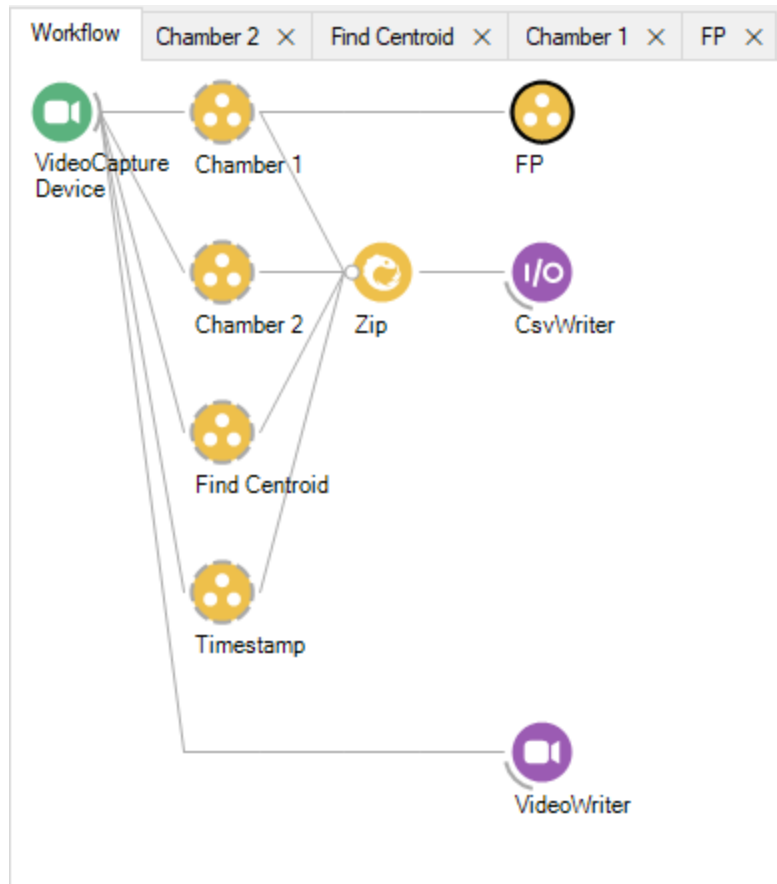 Workflow
Chamber 2
Find Centroid
Chamber 1
FP
VideoCapture
Device
Chamber 1
FP
I/O
Chamber 2
Zip
CsvWriter
Find Centroid
Timestamp
VideoWriter